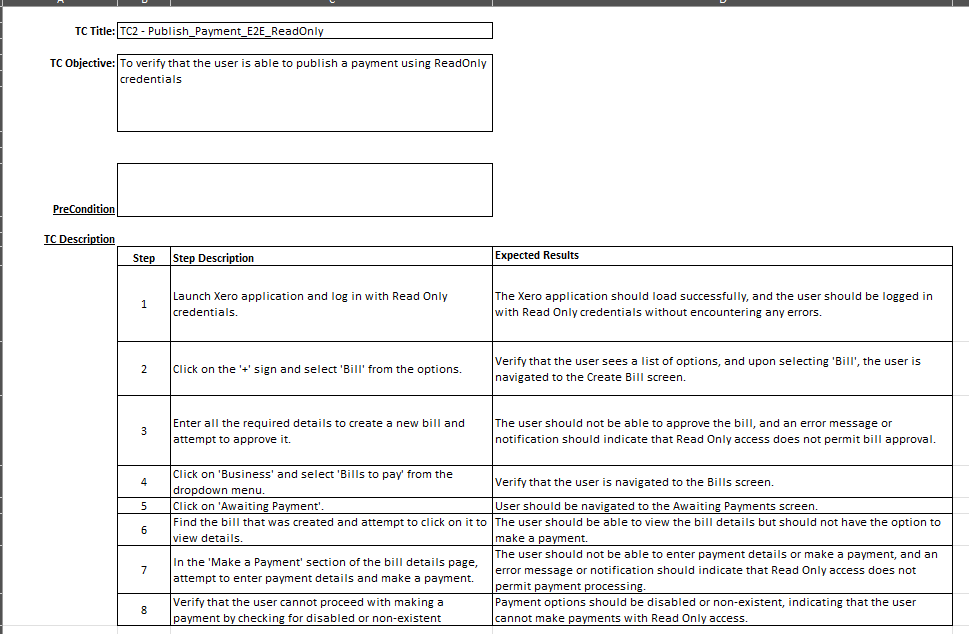 TC Title: TC2 - Publish_Payment_E2E_ReadOnly
TC Objective: To verify that the user is able to publish a payment using ReadOnly
credentials
PreCondition
TC Description
Step Step Description Expected Results
1 Launch Xero application and log in with Read Only
credentials.
The Xero application should load successfully, and the user should be logged in
with Read Only credentials without encountering any errors.
2 Click on the '+' sign and select 'Bill' from the options.
Verify that the user sees a list of options, and upon selecting 'Bill', the user is
navigated to the Create Bill screen.
3 Enter all the required details to create a new bill and
attempt to approve it.
The user should not be able to approve the bill, and an error message or
notification should indicate that Read Only access does not permit bill approval.
4 Click on 'Business' and select 'Bills to pay' from the
dropdown menu.
Verify that the user is navigated to the Bills screen.
5 Click on 'Awaiting Payment'.
User should be navigated to the Awaiting Payments screen.
6 Find the bill that was created and attempt to click on it to
view details.
The user should be able to view the bill details but should not have the option to
make a payment.
7 In the 'Make a Payment' section of the bill details page,
attempt to enter payment details and make a payment.
The user should not be able to enter payment details or make a payment, and an
error message or notification should indicate that Read Only access does not
permit payment processing.
8 Verify that the user cannot proceed with making a
payment by checking for disabled or non-existent
Payment options should be disabled or non-existent, indicating that the user
cannot make payments with Read Only access.